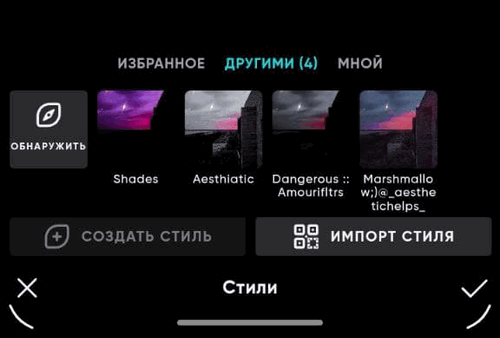 ИЗБРАННОЕ ДРУГИМИ (4) МНОЙ
ОБНАРУЖИТЬ
Shades
Aesthiatic
Dangerous ::
Amourifltrs
Marshmallo
w;)@_aesthe
tichelps_
СОЗДАТЬ СТИЛЬ
ИМПОРТ СТИЛЯ
Стили